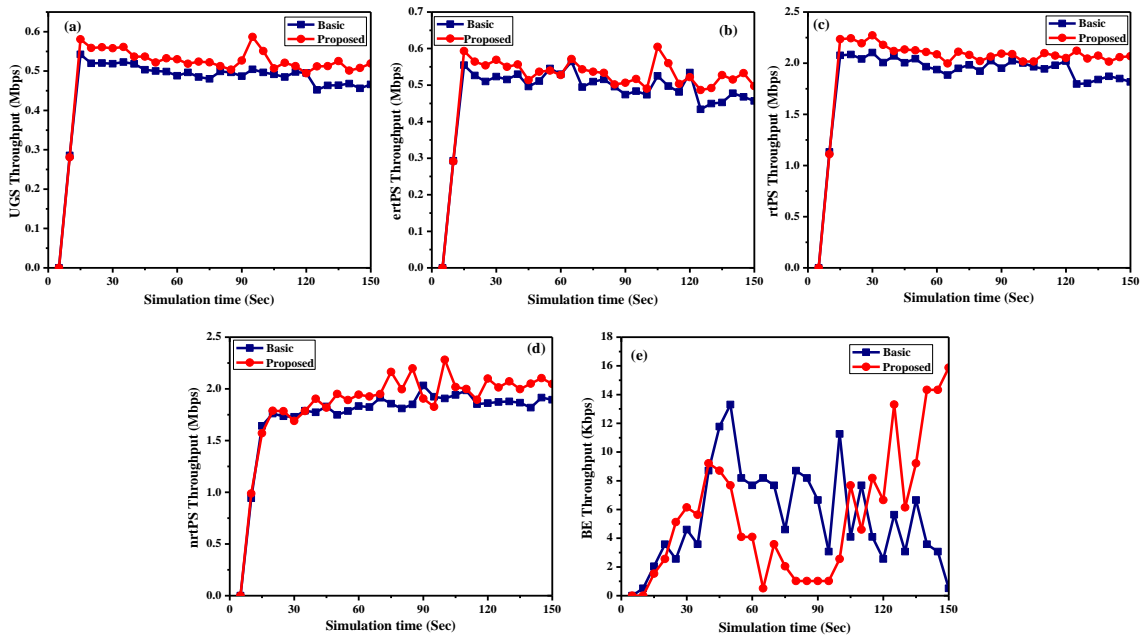 (a)
Basic
Proposed
0.6
0.5
0.4
0.3
0.2
0.1
0.0
UGS Throughput (Mbps)
0 30 60 90 120 150
Simulation time (Sec)
(b)
Basic
Proposed
0.7
0.6
0.5
0.4
0.3
0.2
0.1
0.0
ertPS Throughput (Mbps)
0 30 60 90 120 150
Simulation time (Sec)
(c)
Basic
Proposed
2.5
2.0
1.5
1.0
0.5
0.0
rtPS Throughput (Mbps)
0 30 60 90 120 150
Simulation time (Sec)
(d)
Basic
Proposed
2.5
2.0
1.5
1.0
0.5
0.0
nrtPS Throughput (Mbps)
0 30 60 90 120 150
Simulation time (Sec)
(e)
Basic
Proposed
18
16
14
12
10
8
6
4
2
0
BE Throughput (Kbps)
0 30 60 90 120 150
Simulation time (Sec)